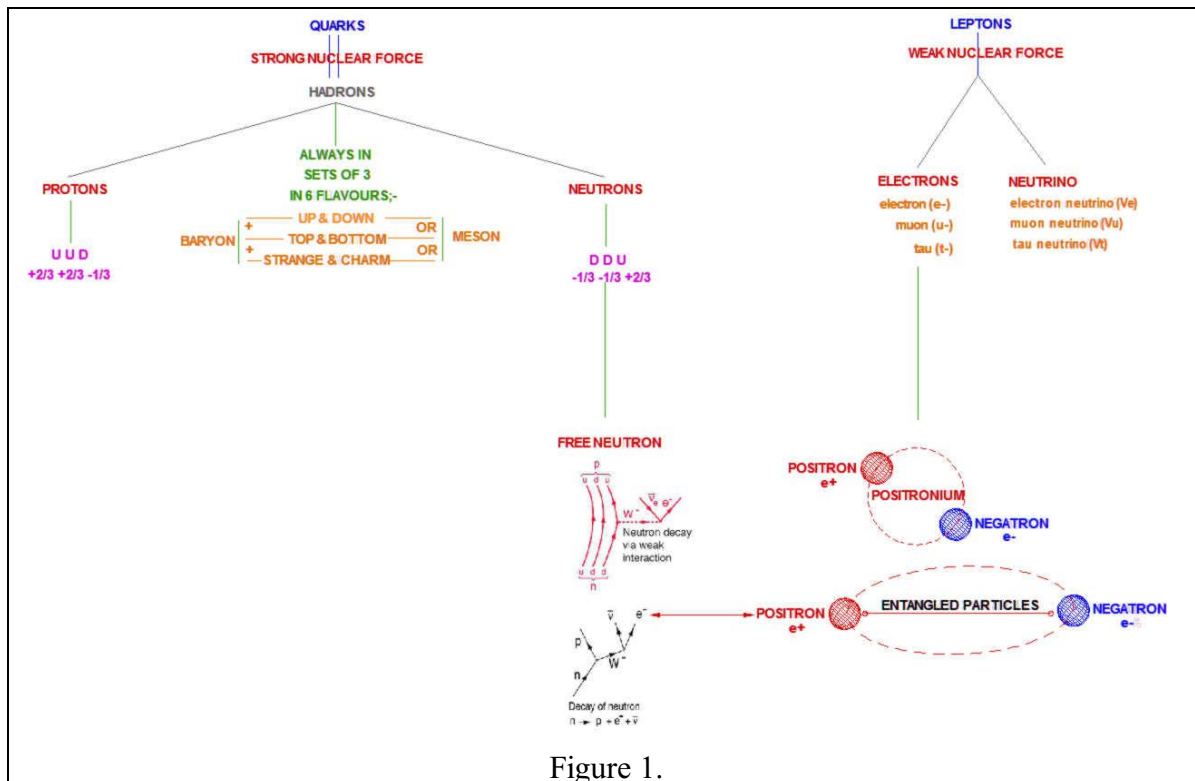 QUARKS
STRONG NUCLEAR FORCE
HADRONS
ALWAYS IN
SETS OF 3
IN 6 FLAVOURS;-
PROTONS
U U D
+2/3 +2/3 -1/3
BARYON
+
+
UP & DOWN
TOP & BOTTOM
STRANGE & CHARM
OR
OR
MESON
NEUTRONS
D D U
-1/3 -1/3 +2/3
LEPTONS
WEAK NUCLEAR FORCE
ELECTRONS
electron (e-)
muon (u-)
tau (t-)
NEUTRINO
electron neutrino (Ve)
muon neutrino (Vu)
tau neutrino (Vt)
FREE NEUTRON
p
u d u
W⁻
ν̅e e⁻
Neutron decay
via weak
interaction
u d d
n
POSITRON
e+
POSITRONIUM
NEGATRON
e-
POSITRON
e+
ENTANGLED PARTICLES
NEGATRON
e-
ν̅ e⁻
p
W⁻
n
Decay of neutron
n → p + e⁻ + ν̅
Figure 1.